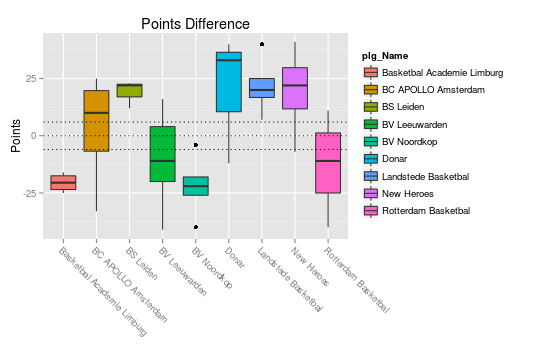 Points Difference
Points
25
0
-25
Basketbal Academie Limburg
BC APOLLO Amsterdam
BS Leiden
BV Leeuwarden
BV Noordkop
Donar
Landstede Basketbal
New Heroes
Rotterdam Basketbal
plg_Name
Basketbal Academie Limburg
BC APOLLO Amsterdam
BS Leiden
BV Leeuwarden
BV Noordkop
Donar
Landstede Basketbal
New Heroes
Rotterdam Basketbal